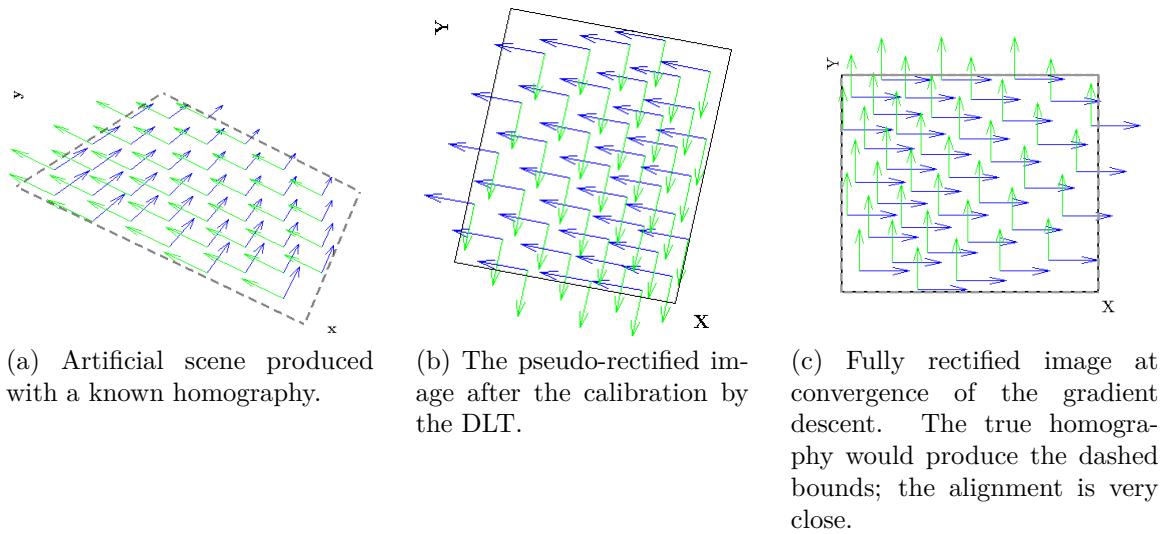 y
x
Y
X
Y
X
(a) Artificial scene produced
with a known homography.
(b) The pseudo-rectified im-
age after the calibration by
the DLT.
(c) Fully rectified image at
convergence of the gradient
descent. The true homog-
raphy would produce the dashed
bounds; the alignment is very
close.